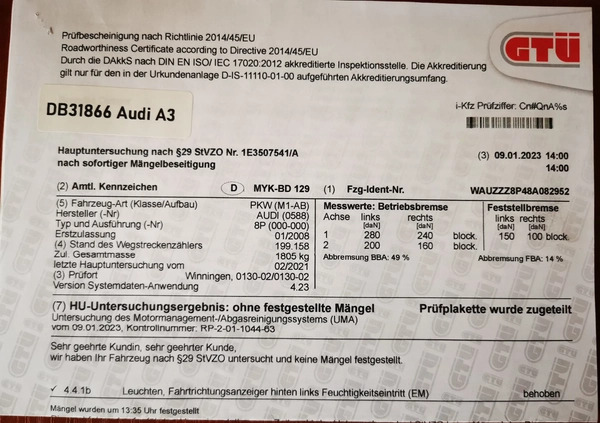 Prüfbescheinigung nach Richtlinie 2014/45/EU
Roadworthiness Certificate according to Directive 2014/45/EU
Durch die DAkkS nach DIN EN ISO/ IEC 17020:2012 akkreditierte Inspektionsstelle. Die Akkreditierung
gilt nur für den in der Urkundenanlage D-IS-11110-01-00 aufgeführten Akkreditierungsumfang.
GTÜ
DB31866 Audi A3
i-Kfz Prüfziffer: Cn#QnA%s
Hauptuntersuchung nach §29 StVZO Nr. 1E3507541/A
nach sofortiger Mängelbeseitigung
(3) 09.01.2023 14:00
14:00
(2) Amtl. Kennzeichen D MYK-BD 129 (1) Fzg-Ident-Nr. WAUZZZ8P48A082952
(5) Fahrzeug-Art (Klasse/Aufbau) PKW (M1-AB)
Hersteller (-Nr) AUDI (0588)
Typ und Ausführung (-Nr) 8P (000-000)
Erstzulassung 01/2008
(4) Stand des Wegstreckenzählers 199.158
Zul. Gesamtmasse 1805 kg
letzte Hauptuntersuchung vom 02/2021
(3) Prüfort Winningen, 0130-02/0130-02
Version Systemdaten-Anwendung 4.23
Messwerte: Betriebsbremse
Achse links rechts
[daN] [daN]
1 280 240 block.
2 200 160 block.
Abbremsung BBA: 49 %
Feststellbremse
links rechts
[daN] [daN]
150 100 block.
Abbremsung FBA: 14 %
(7) HU-Untersuchungsergebnis: ohne festgestellte Mängel Prüfplakette wurde zugeteilt
Untersuchung des Motormanagement-/Abgasreinigungssystems (UMA)
vom 09.01.2023, Kontrollnummer: RP-2-01-1044-63
Sehr geehrte Kundin, sehr geehrter Kunde,
wir haben Ihr Fahrzeug nach §29 StVZO untersucht und keine Mängel festgestellt.
✓ 4.4.1b Leuchten, Fahrtrichtungsanzeiger hinten links Feuchtigkeitseintritt (EM) behoben
Mängel wurden um 13:35 Uhr festgestellt